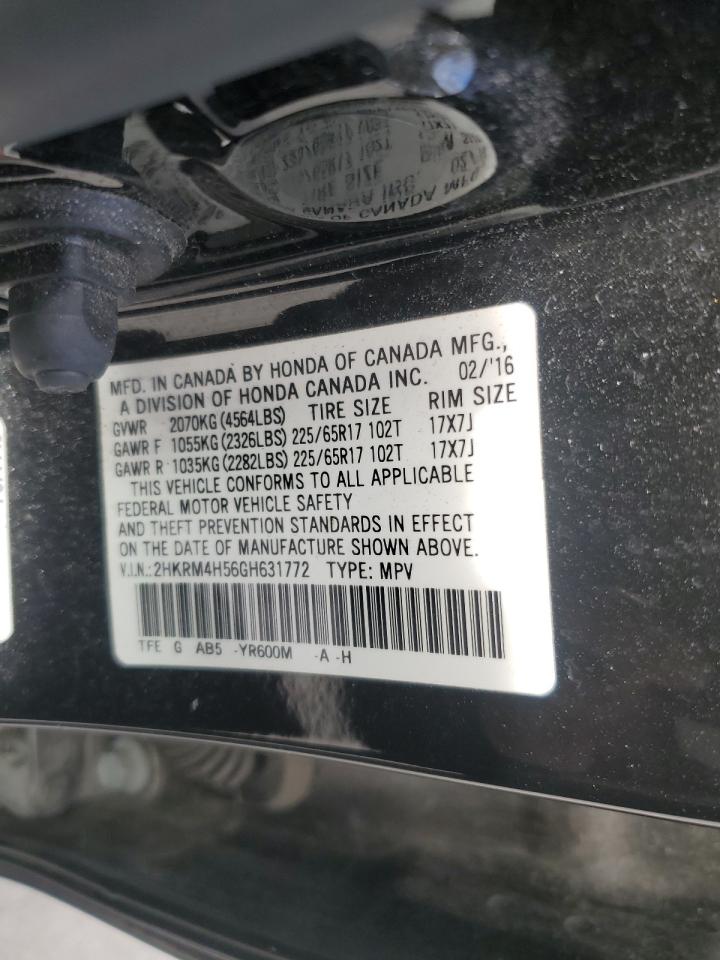 MFD. IN CANADA BY HONDA OF CANADA MFG.,
A DIVISION OF HONDA CANADA INC. 02/'16
GVWR 2070KG (4564LBS) TIRE SIZE RIM SIZE
GAWR F 1055KG (2326LBS) 225/65R17 102T 17X7J
GAWR R 1035KG (2282LBS) 225/65R17 102T 17X7J
THIS VEHICLE CONFORMS TO ALL APPLICABLE
FEDERAL MOTOR VEHICLE SAFETY
AND THEFT PREVENTION STANDARDS IN EFFECT
ON THE DATE OF MANUFACTURE SHOWN ABOVE.
V.I.N.: 2HKRM4H56GH631772 TYPE: MPV
TFE G AB5 -YR600M -A -H